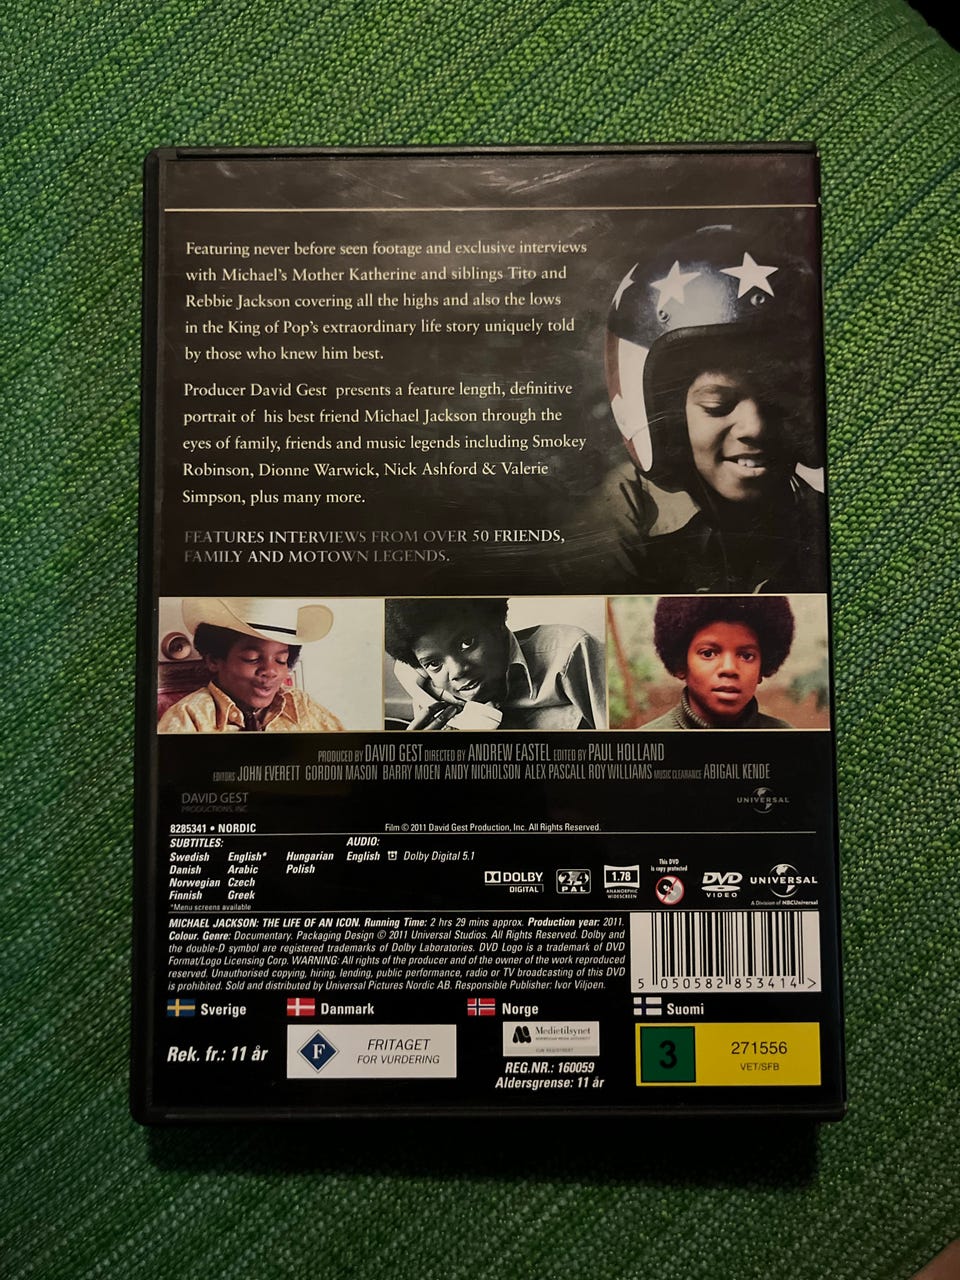 Featuring never before seen footage and exclusive interviews
with Michael's Mother Katherine and siblings Tito and
Rebbie Jackson covering all the highs and also the lows
in the King of Pop's extraordinary life story uniquely told
by those who knew him best.
Producer David Gest presents a feature length, definitive
portrait of his best friend Michael Jackson through the
eyes of family, friends and music legends including Smokey
Robinson, Dionne Warwick, Nick Ashford & Valerie
Simpson, plus many more.
FEATURES INTERVIEWS FROM OVER 50 FRIENDS,
FAMILY AND MOTOWN LEGENDS.
PRODUCED BY DAVID GEST DIRECTED BY ANDREW EASTEL EDITED BY PAUL HOLLAND
EDITORS JOHN EVERETT GORDON MASON BARRY MOEN ANDY NICHOLSON ALEX PASCALL ROY WILLIAMS MUSIC CLEARANCE ABIGAIL KENDE
DAVID GEST
PRODUCTIONS, INC.
UNIVERSAL
8285341 • NORDIC
Film © 2011 David Gest Production, Inc. All Rights Reserved.
SUBTITLES:
Swedish English* Hungarian
Danish Arabic Polish
Norwegian Czech
Finnish Greek
*Menu screens available
AUDIO:
English Dolby Digital 5.1
DOLBY
DIGITAL
2,4
PAL
1.78
ANAMORPHIC
WIDESCREEN
This DVD
is copy protected
DVD
VIDEO
UNIVERSAL
A Division of NBCUniversal
MICHAEL JACKSON: THE LIFE OF AN ICON. Running Time: 2 hrs 29 mins approx. Production year: 2011.
Colour. Genre: Documentary. Packaging Design © 2011 Universal Studios. All Rights Reserved. Dolby and
the double-D symbol are registered trademarks of Dolby Laboratories. DVD Logo is a trademark of DVD
Format/Logo Licensing Corp. WARNING: All rights of the producer and of the owner of the work reproduced
reserved. Unauthorised copying, hiring, lending, public performance, radio or TV broadcasting of this DVD
is prohibited. Sold and distributed by Universal Pictures Nordic AB. Responsible Publisher: Ivor Viljoen.
5 050582 853414 >
Sverige
Danmark
Norge
Suomi
Rek. fr.: 11 år
F
FRITAGET
FOR VURDERING
Medietilsynet
NORWEGIAN MEDIA AUTHORITY
REG.NR.: 160059
Aldersgrense: 11 år
3
271556
VET/SFB